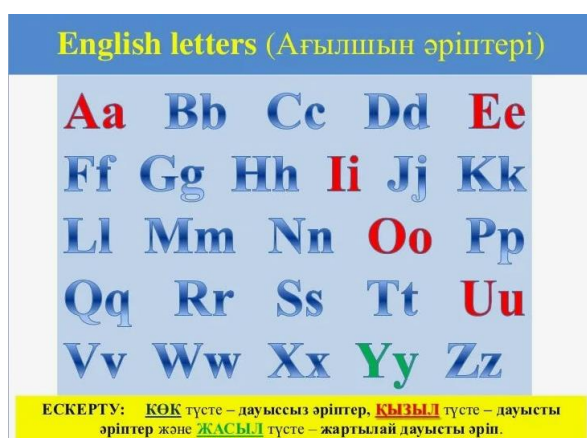 English letters (Ағылшын әріптері)
Aa Bb Cc Dd Ee
Ff Gg Hh Ii Jj Kk
Ll Mm Nn Oo Pp
Qq Rr Ss Tt Uu
Vv Ww Xx Yy Zz
ЕСКЕРТУ: КӨК түсте – дауыссыз әріптер, ҚЫЗЫЛ түсте – дауысты
әріптер және ЖАСЫЛ түсте – жартылай дауысты әріп.